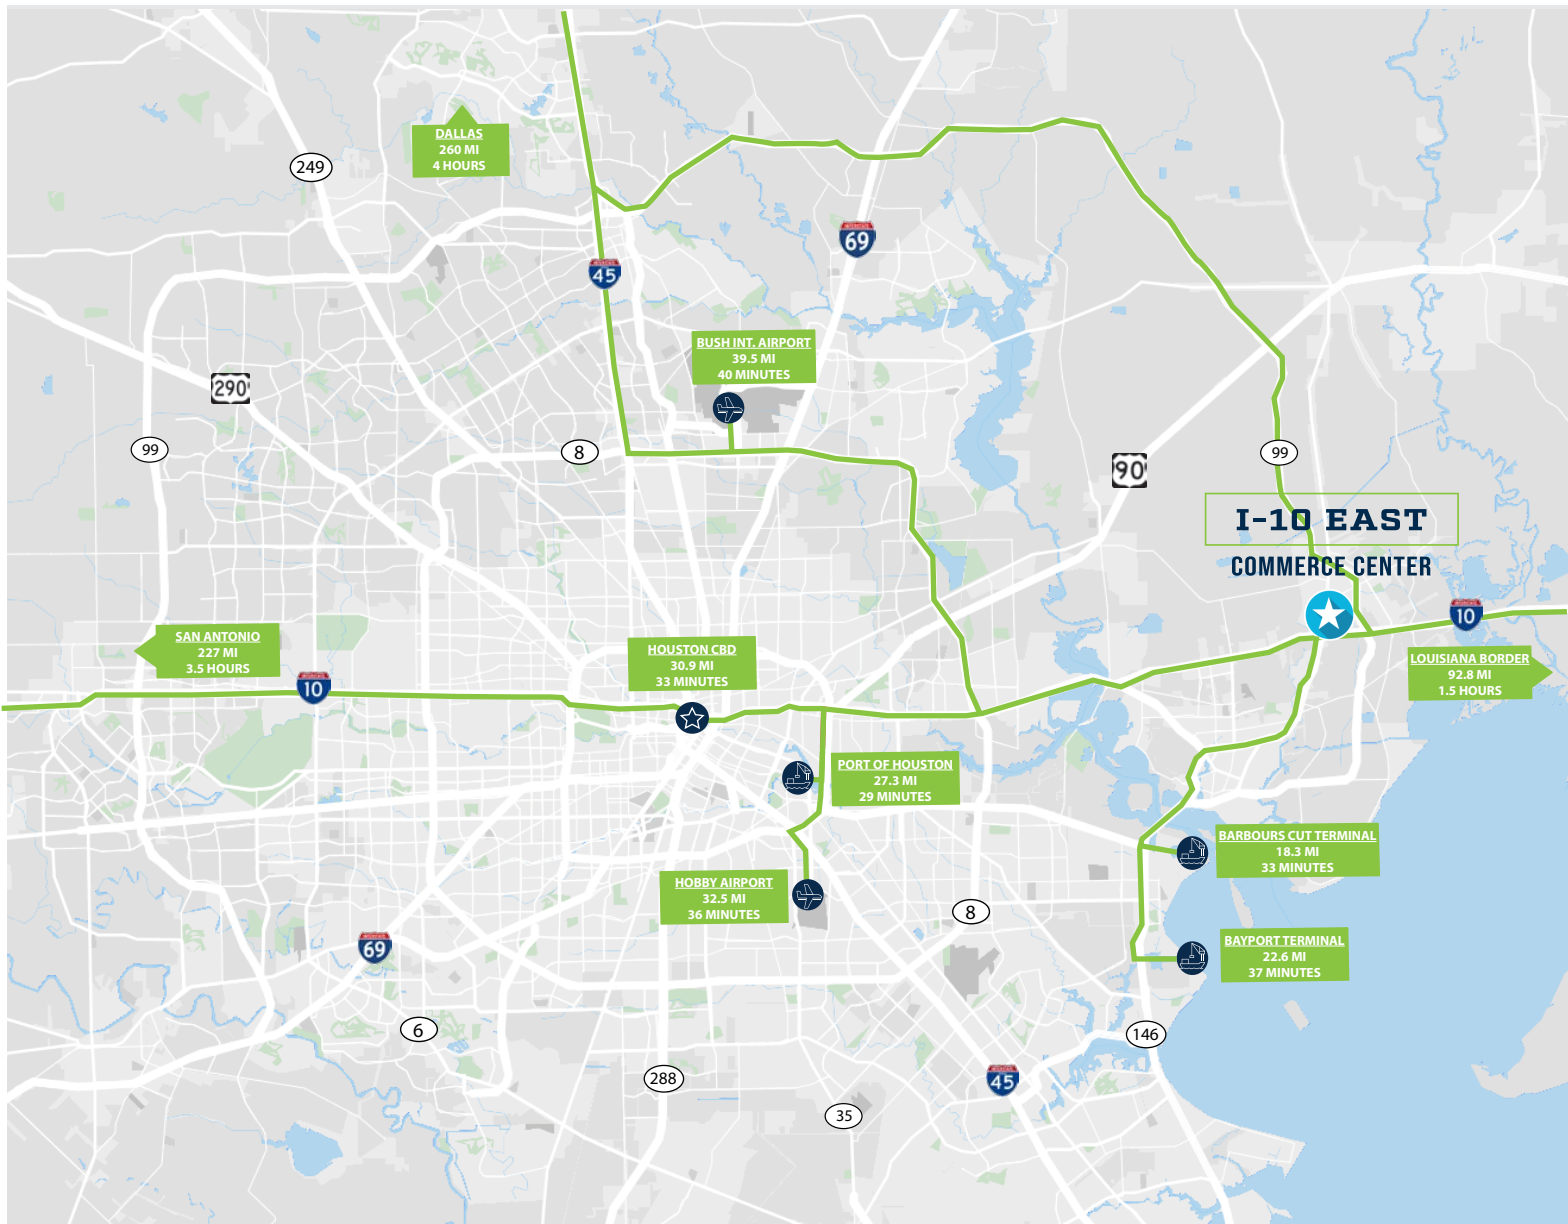 DALLAS
260 MI
4 HOURS
249
69
45
BUSH INT. AIRPORT
39.5 MI
40 MINUTES
290
99
8
90
99
I-10 EAST
COMMERCE CENTER
SAN ANTONIO
227 MI
3.5 HOURS
10
HOUSTON CBD
30.9 MI
33 MINUTES
10
LOUISIANA BORDER
92.8 MI
1.5 HOURS
PORT OF HOUSTON
27.3 MI
29 MINUTES
BARBOURS CUT TERMINAL
18.3 MI
33 MINUTES
HOBBY AIRPORT
32.5 MI
36 MINUTES
8
69
BAYPORT TERMINAL
22.6 MI
37 MINUTES
6
146
288
45
35